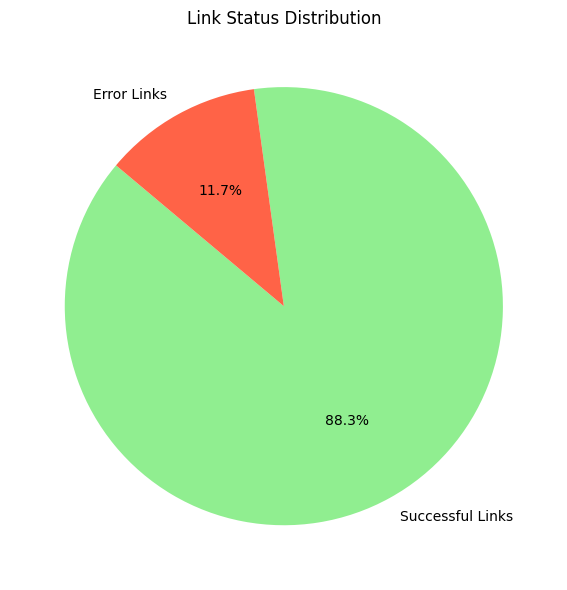 Link Status Distribution
Error Links
11.7%
88.3%
Successful Links